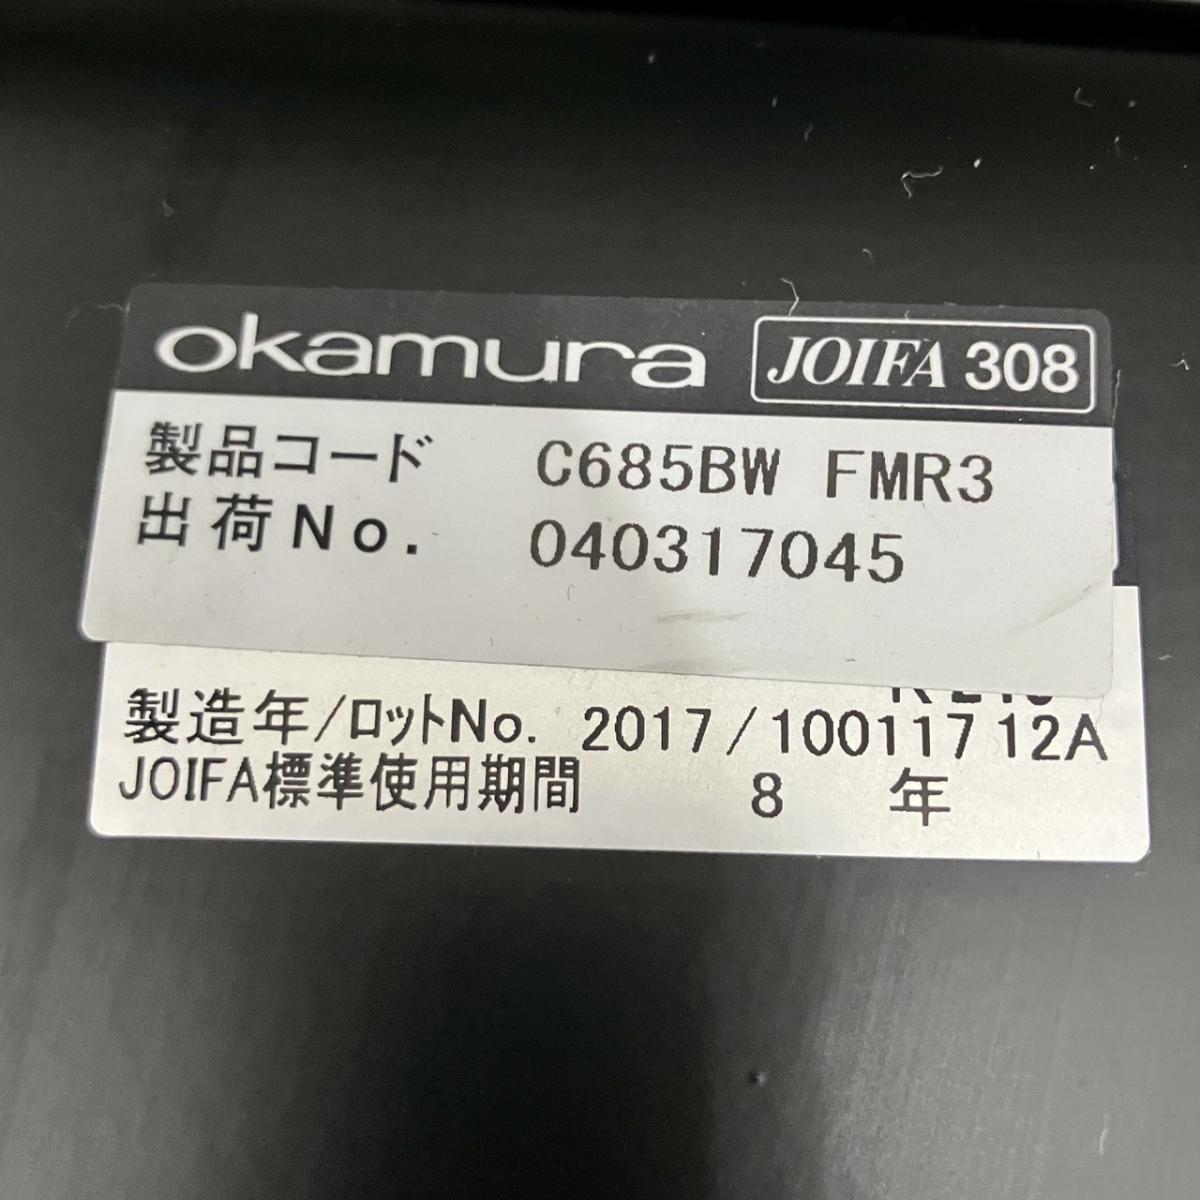 okamura JOIFA 308
製品コード C685BW FMR3
出荷No. 040317045
製造年/ロットNo. 2017/10011712A
JOIFA標準使用期間 8 年